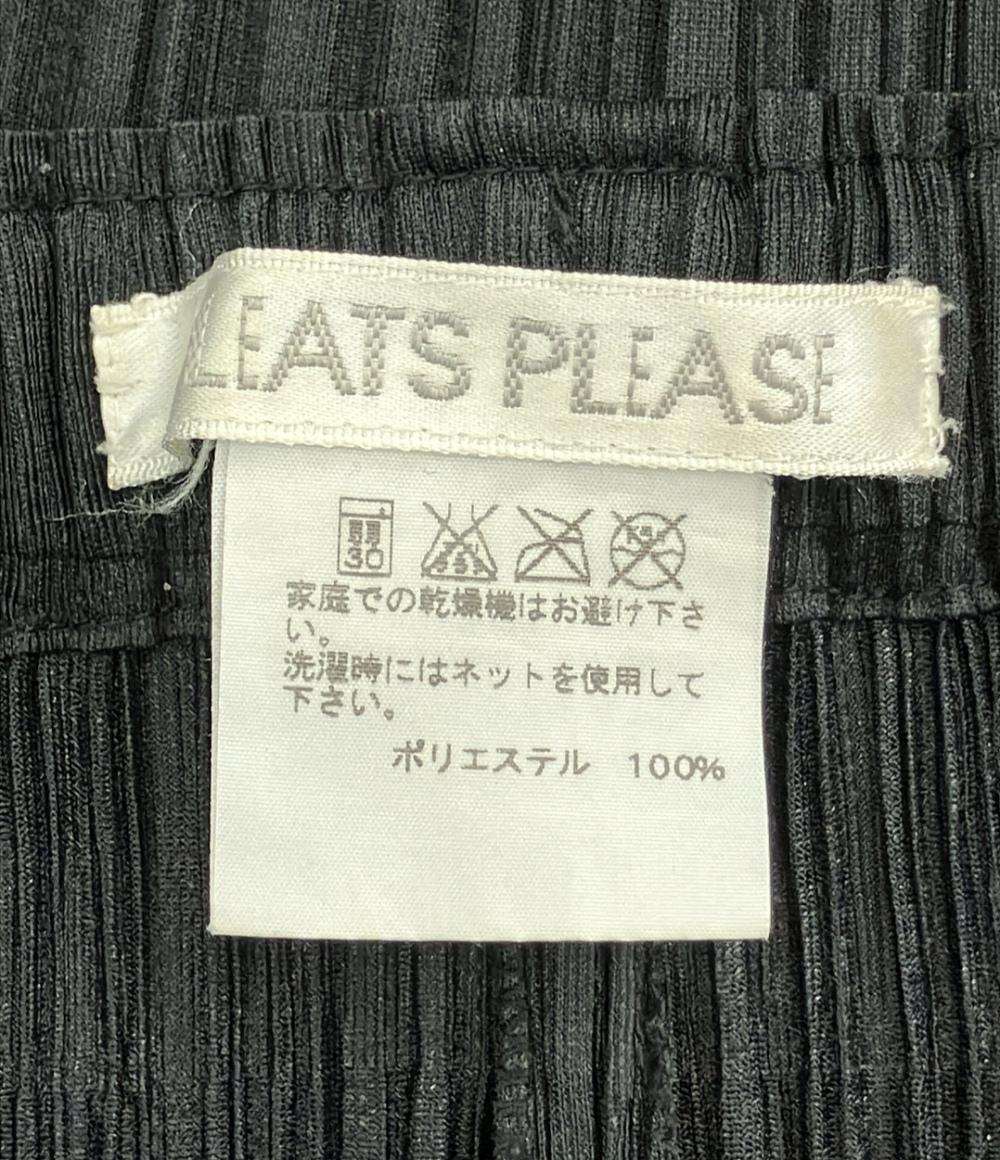 LEATS PLEASE
弱
30
家庭での乾燥機はお避け下さ
い。
洗濯時にはネットを使用して
下さい。
ポリエステル 100%